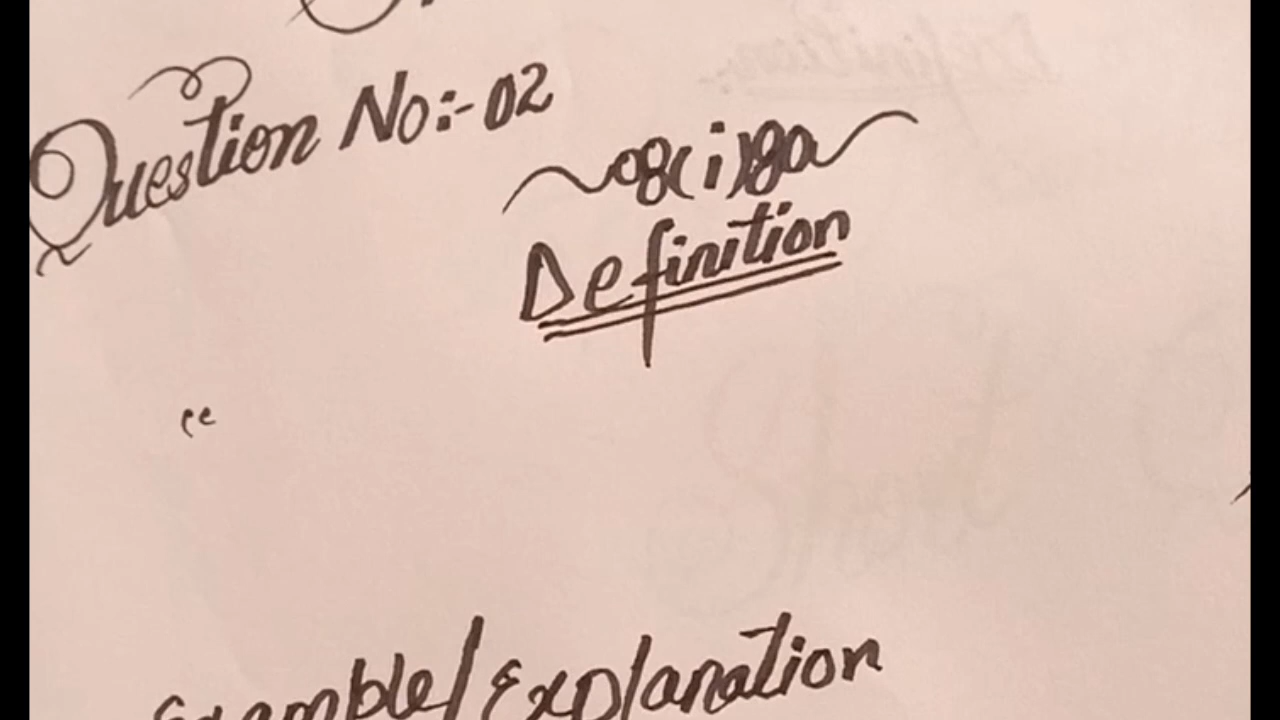 Question No:- 02
(i)
Definition
“
Example/Explanation